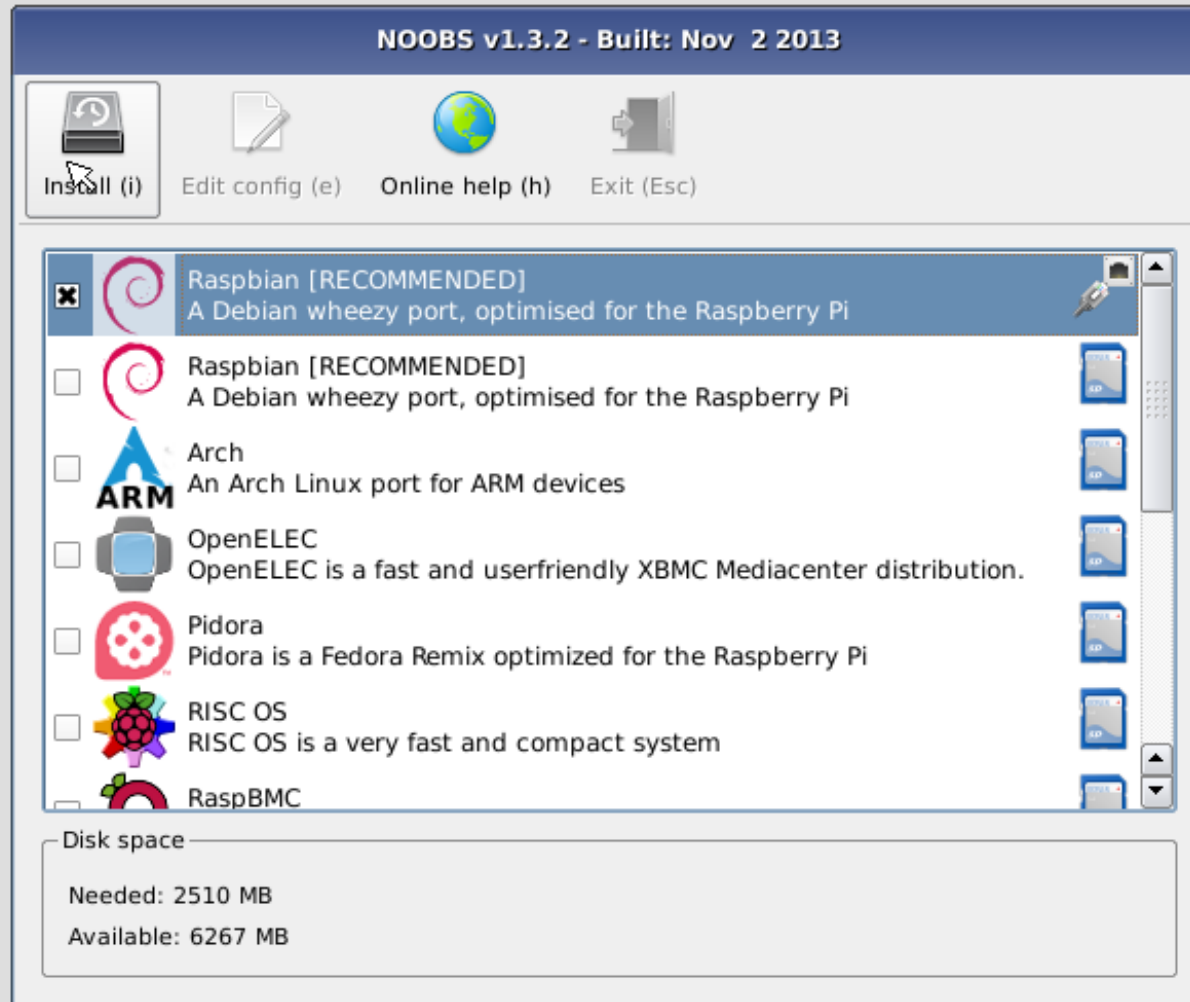 NOOBS v1.3.2 - Built: Nov  2 2013
Install (i)
Edit config (e)
Online help (h)
Exit (Esc)
Raspbian [RECOMMENDED]
A Debian wheezy port, optimised for the Raspberry Pi
Raspbian [RECOMMENDED]
A Debian wheezy port, optimised for the Raspberry Pi
ARM
Arch
An Arch Linux port for ARM devices
OpenELEC
OpenELEC is a fast and userfriendly XBMC Mediacenter distribution.
Pidora
Pidora is a Fedora Remix optimized for the Raspberry Pi
RISC OS
RISC OS is a very fast and compact system
RaspBMC
Disk space
Needed: 2510 MB
Available: 6267 MB